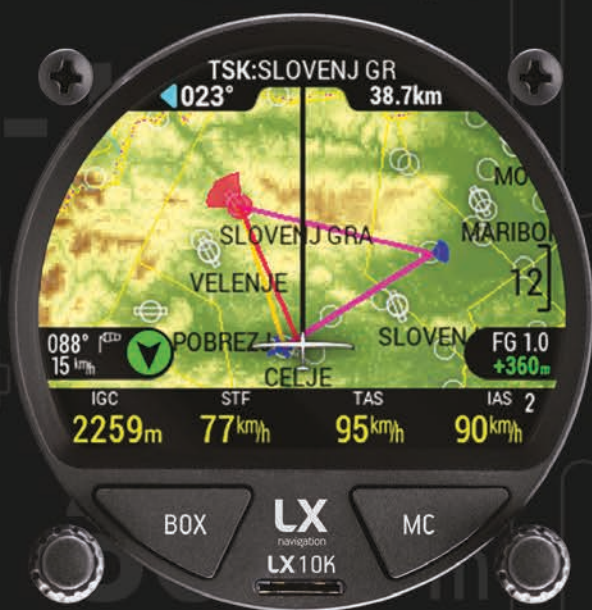 TSK:SLOVENJ GR
023° 38.7km
MO
SLOVENJ GRA MARIBOI
VELENJE 12
088° POBREZJ SLOVEN FG 1.0
15 km/h +360m
CELJE
IGC STF TAS IAS 2
2259m 77km/h 95km/h 90km/h
BOX LX MC
navigation
LX10K